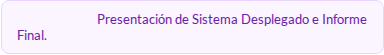 Presentación de Sistema Desplegado e Informe
Final.